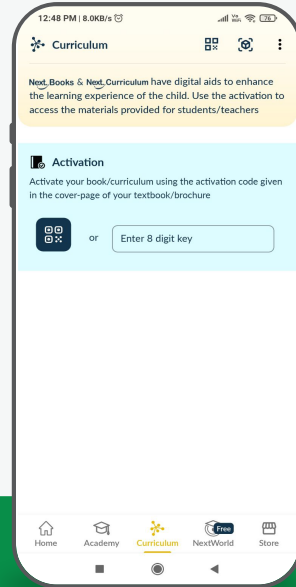 12:48 PM | 8.0KB/s
76
Curriculum
Next Books & Next Curriculum have digital aids to enhance
the learning experience of the child. Use the activation to
access the materials provided for students/teachers
Activation
Activate your book/curriculum using the activation code given
in the cover-page of your textbook/brochure
or
Enter 8 digit key
Free
Home Academy Curriculum NextWorld Store